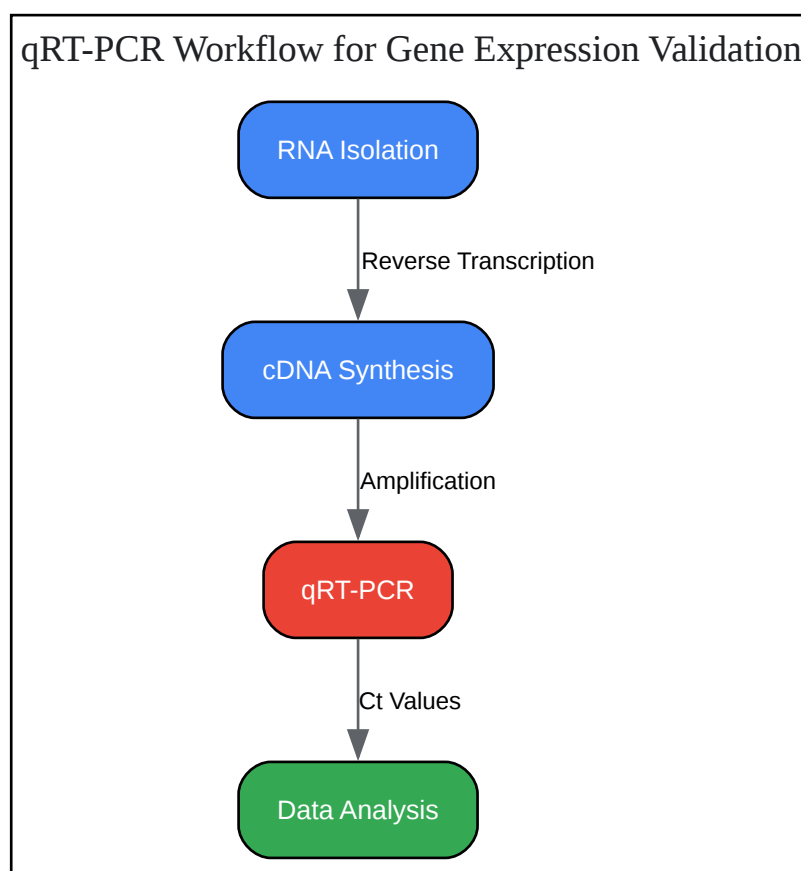 qRT-PCR Workflow for Gene Expression Validation
RNA Isolation
Reverse Transcription
cDNA Synthesis
Amplification
qRT-PCR
Ct Values
Data Analysis